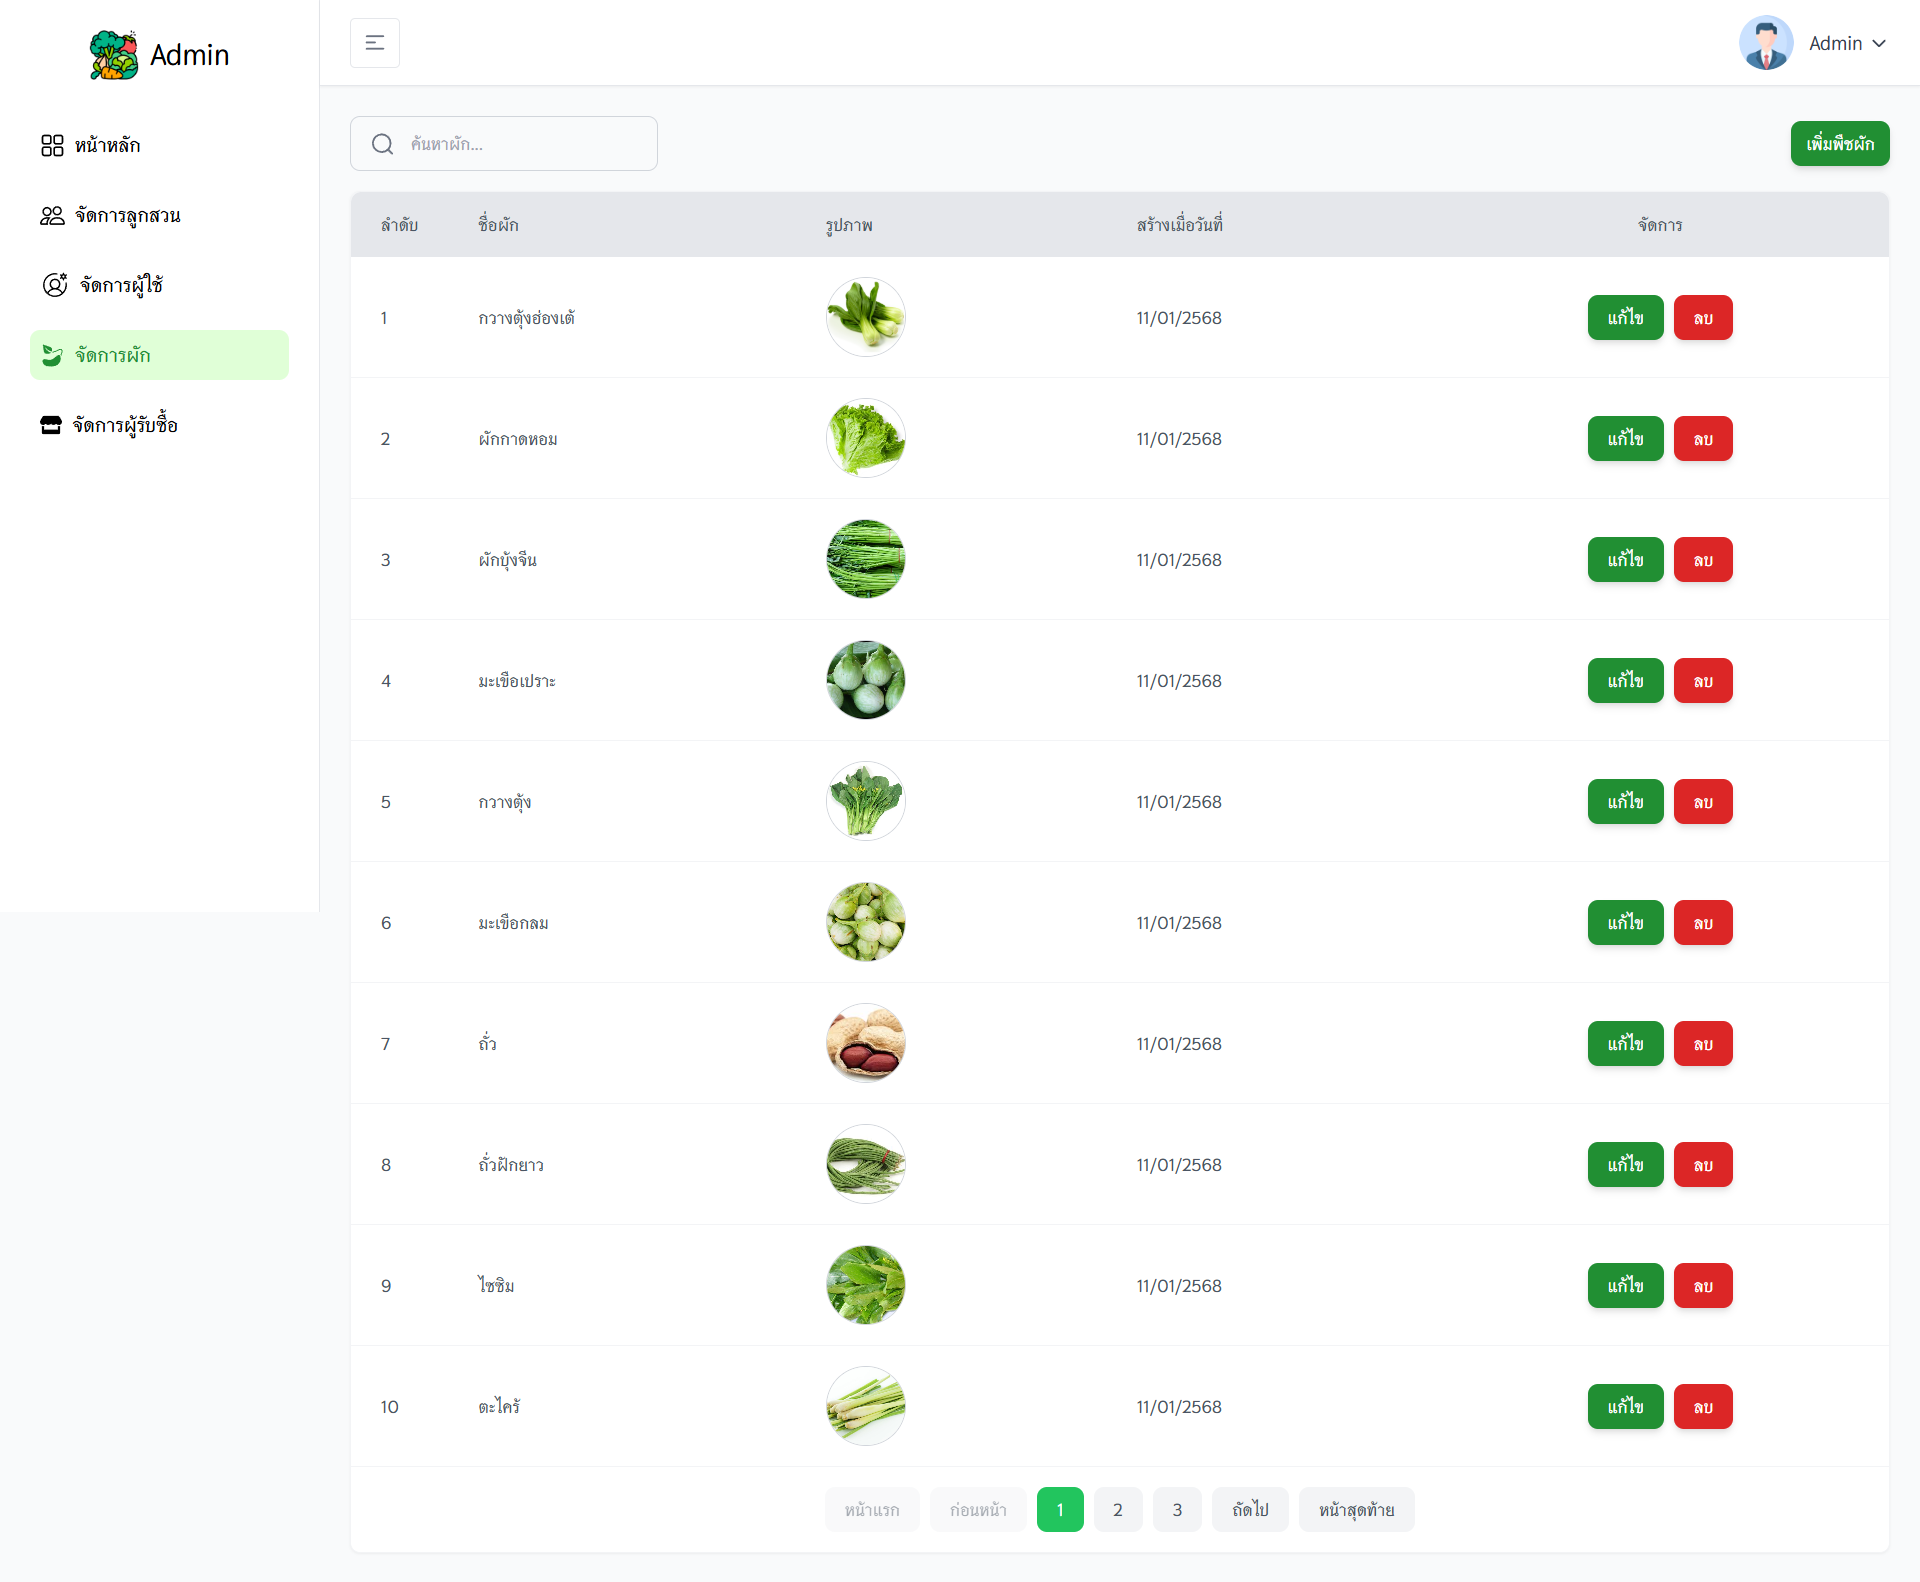 Admin
หน้าหลัก
จัดการลูกสวน
จัดการผู้ใช้
จัดการผัก
จัดการผู้รับซื้อ
Admin
ค้นหาผัก...
เพิ่มพืชผัก
ลำดับ ชื่อผัก รูปภาพ สร้างเมื่อวันที่ จัดการ
1 กวางตุ้งฮ่องเต้ 11/01/2568 แก้ไข ลบ
2 ผักกาดหอม 11/01/2568 แก้ไข ลบ
3 ผักบุ้งจีน 11/01/2568 แก้ไข ลบ
4 มะเขือเปราะ 11/01/2568 แก้ไข ลบ
5 กวางตุ้ง 11/01/2568 แก้ไข ลบ
6 มะเขือกลม 11/01/2568 แก้ไข ลบ
7 ถั่ว 11/01/2568 แก้ไข ลบ
8 ถั่วฝักยาว 11/01/2568 แก้ไข ลบ
9 ไซซิม 11/01/2568 แก้ไข ลบ
10 ตะไคร้ 11/01/2568 แก้ไข ลบ
หน้าแรก ก่อนหน้า 1 2 3 ถัดไป หน้าสุดท้าย